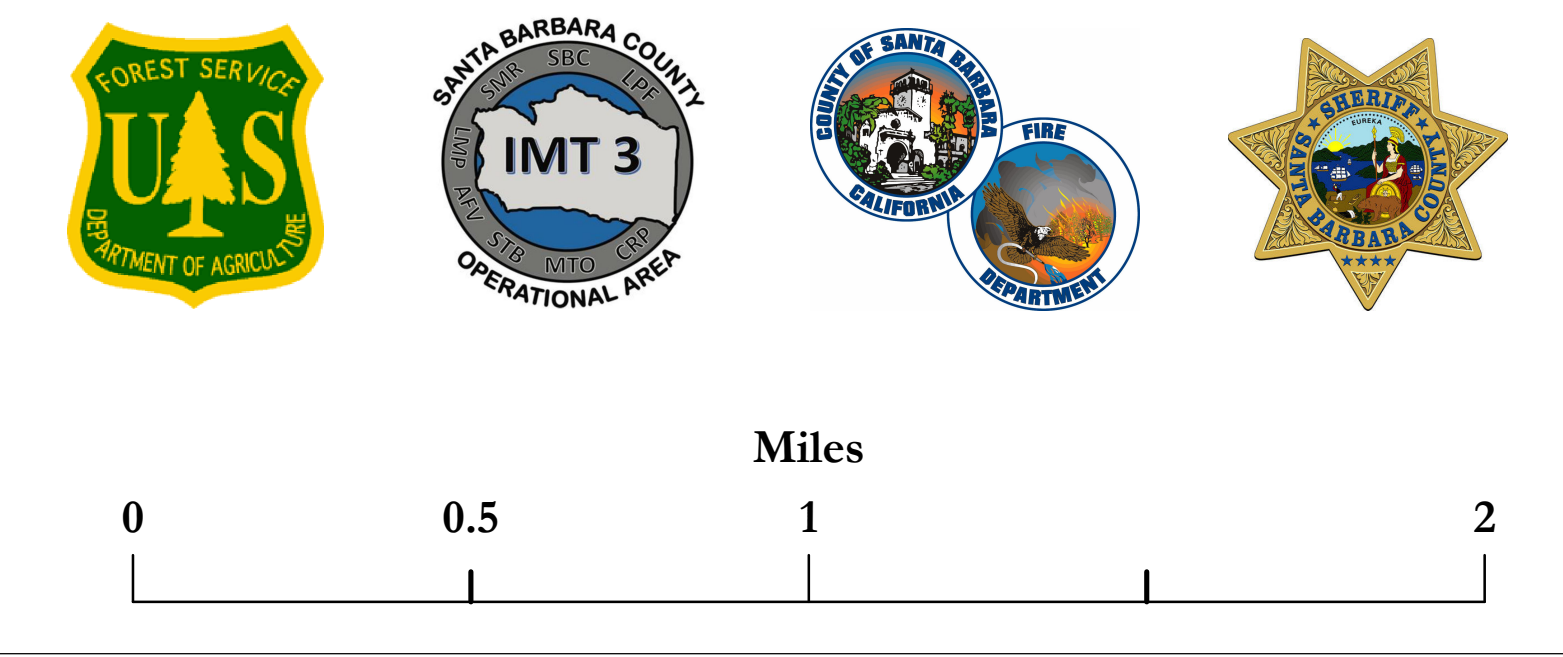 FOREST SERVICE
US
DEPARTMENT OF AGRICULTURE
SANTA BARBARA COUNTY
SMR SBC LPF
LMP
IMT 3
AFV
STB MTO CRP
OPERATIONAL AREA
COUNTY OF SANTA BARBARA
CALIFORNIA
FIRE
DEPARTMENT
SHERIFF
EUREKA
SANTA BARBARA COUNTY
Miles
0 0.5 1 2